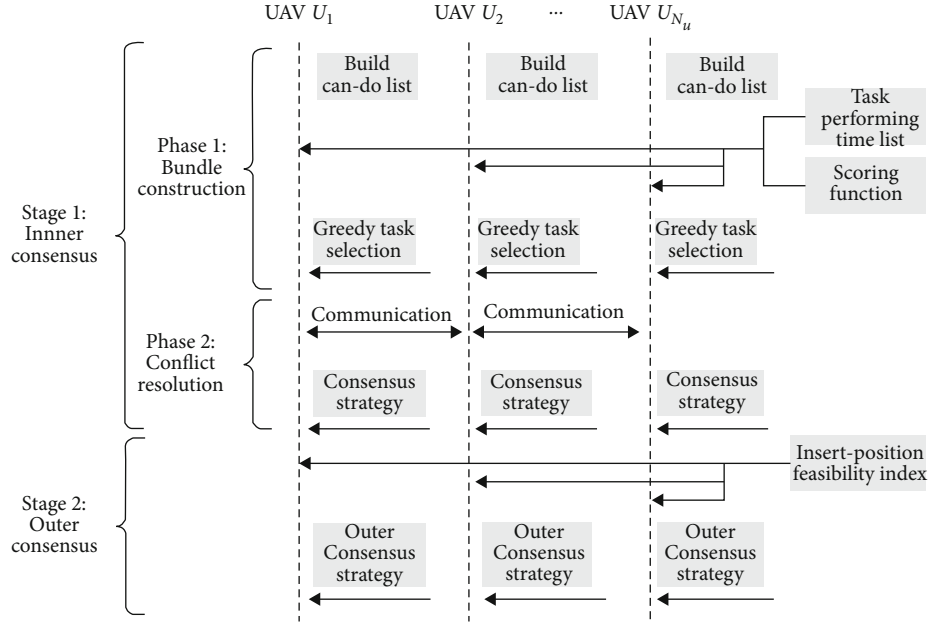 UAV U1 UAV U2 ... UAV UNu
Build
can-do list
Build
can-do list
Build
can-do list
Task
performing
time list
Scoring
function
Phase 1:
Bundle
construction
Stage 1:
Innner
consensus
Greedy task
selection
Greedy task
selection
Greedy task
selection
Communication
Communication
Phase 2:
Conflict
resolution
Consensus
strategy
Consensus
strategy
Consensus
strategy
Insert-position
feasibility index
Stage 2:
Outer
consensus
Outer
Consensus
strategy
Outer
Consensus
strategy
Outer
Consensus
strategy